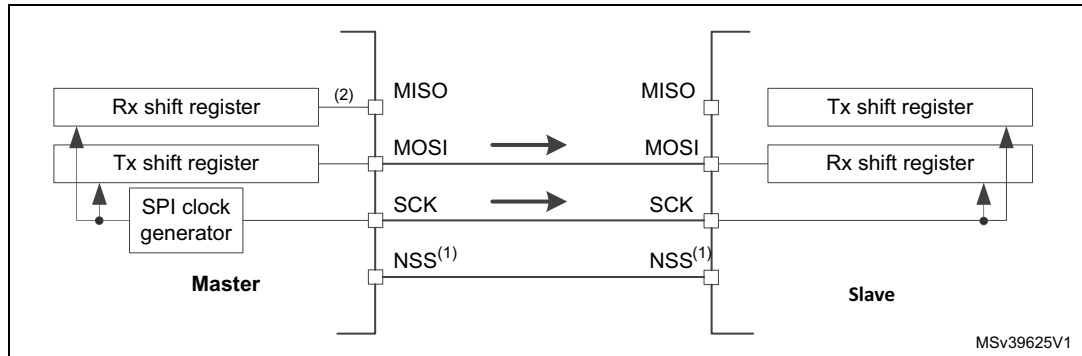 MISO MISO
Rx shift register (2) Tx shift register
MOSI MOSI
Tx shift register Rx shift register
SPI clock generator
SCK SCK
NSS(1) NSS(1)
Master Slave
MSv39625V1